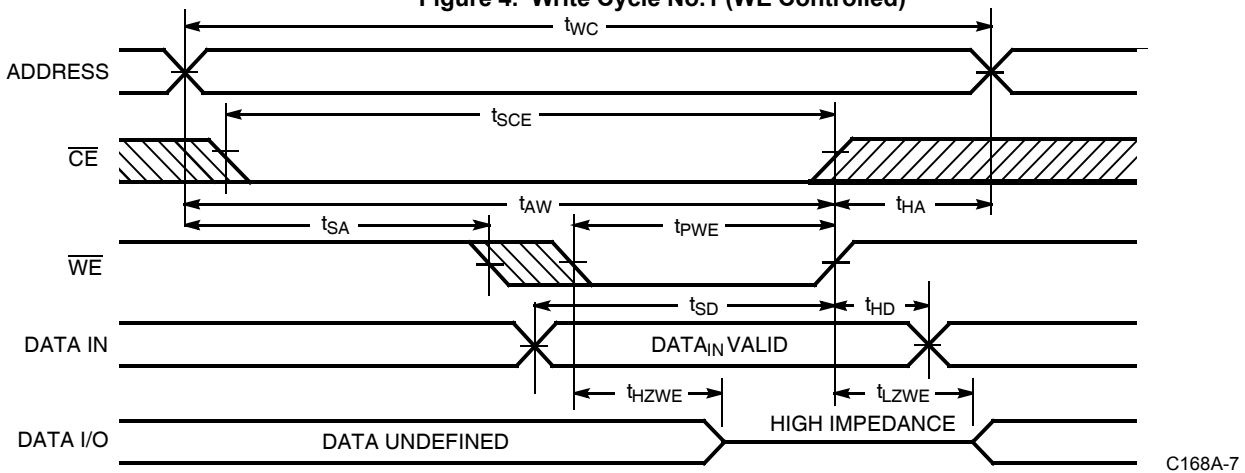 Figure 4. Write Cycle No.1 (WE Controlled)
tWC
ADDRESS
tSCE
CE
tAW
tHA
tSA
tPWE
WE
tSD
tHD
DATA IN
DATAIN VALID
tHZWE
tLZWE
HIGH IMPEDANCE
DATA I/O
DATA UNDEFINED
C168A-7